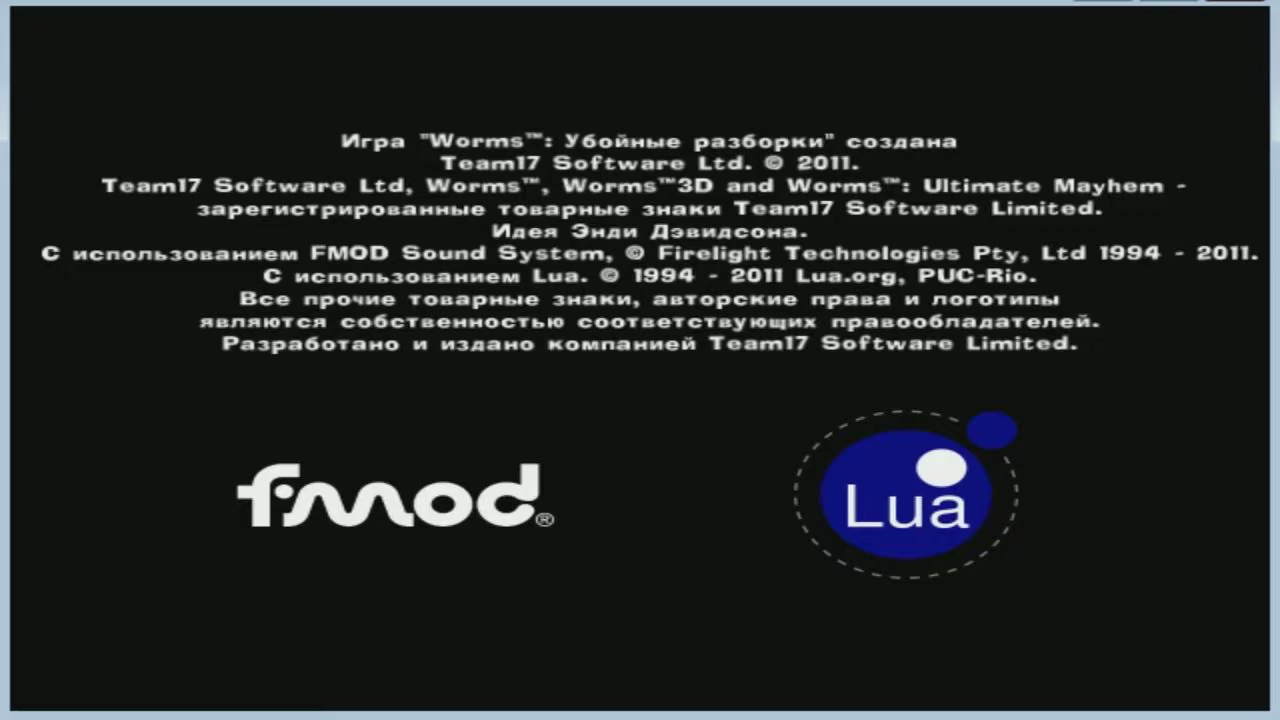 Игра "Worms™: Убойные разборки" создана
Team17 Software Ltd. © 2011.
Team17 Software Ltd, Worms™, Worms™3D and Worms™: Ultimate Mayhem -
зарегистрированные товарные знаки Team17 Software Limited.
Идея Энди Дэвидсона.
С использованием FMOD Sound System, © Firelight Technologies Pty, Ltd 1994 - 2011.
С использованием Lua. © 1994 - 2011 Lua.org, PUC-Rio.
Все прочие товарные знаки, авторские права и логотипы
являются собственностью соответствующих правообладателей.
Разработано и издано компанией Team17 Software Limited.
fmod®
Lua